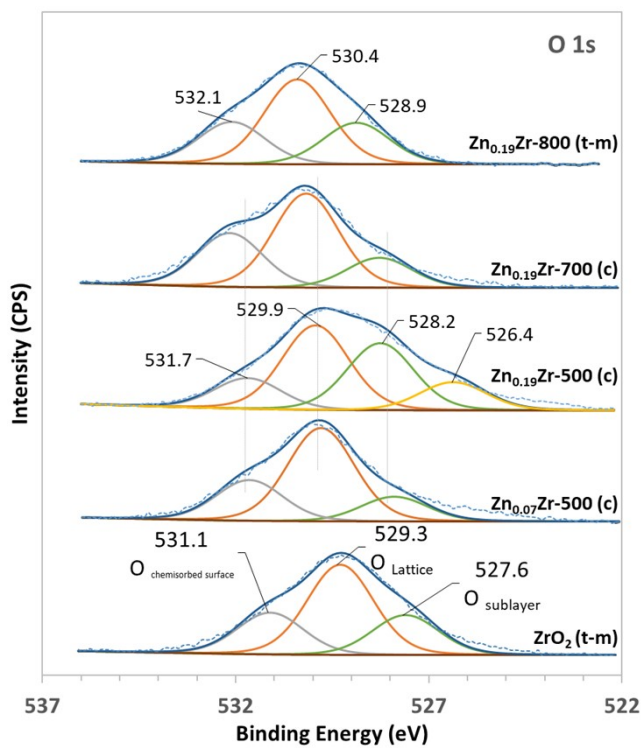 O 1s
530.4
532.1
528.9
Zn0.19Zr-800 (t-m)
Zn0.19Zr-700 (c)
529.9
528.2
526.4
531.7
Zn0.19Zr-500 (c)
Zn0.07Zr-500 (c)
531.1
529.3
527.6
O chemisorbed surface
O Lattice
O sublayer
ZrO2 (t-m)
Intensity (CPS)
537
532
527
522
Binding Energy (eV)